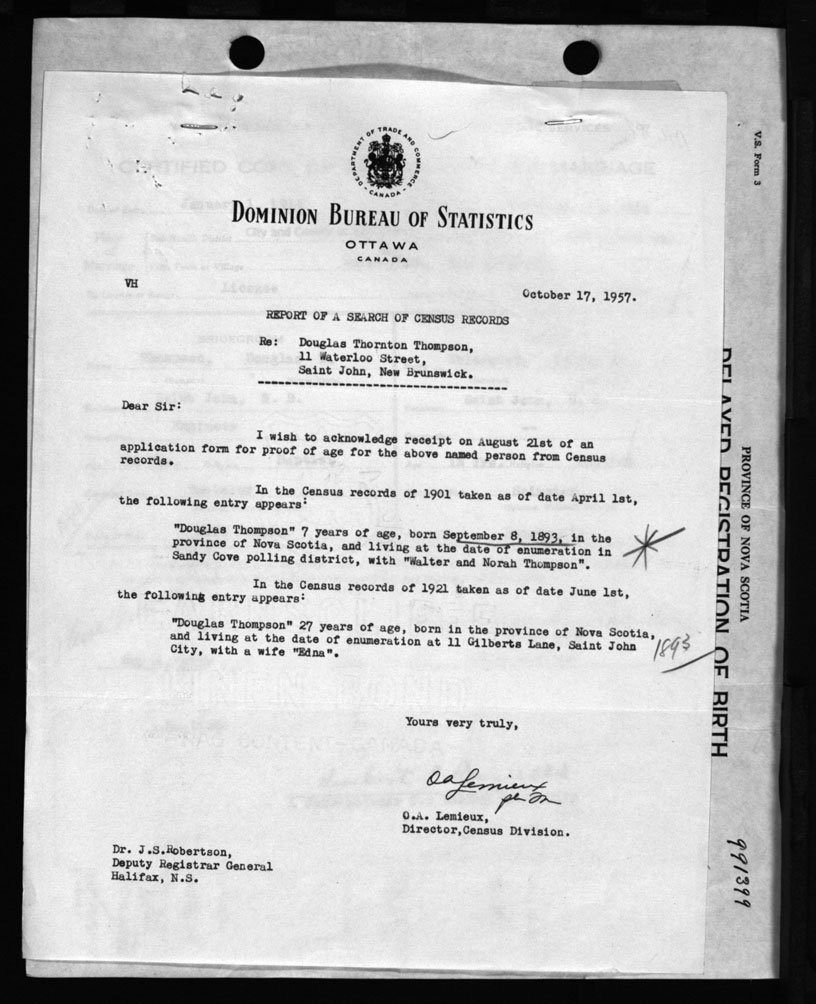 DEPARTMENT OF TRADE AND COMMERCE
CANADA
DOMINION BUREAU OF STATISTICS
OTTAWA
CANADA
VH
October 17, 1957.
REPORT OF A SEARCH OF CENSUS RECORDS
Re: Douglas Thornton Thompson,
11 Waterloo Street,
Saint John, New Brunswick.
Dear Sir:
I wish to acknowledge receipt on August 21st of an
application form for proof of age for the above named person from Census
records.
In the Census records of 1901 taken as of date April 1st,
the following entry appears:
"Douglas Thompson" 7 years of age, born September 8, 1893, in the
province of Nova Scotia, and living at the date of enumeration in
Sandy Cove polling district, with "Walter and Norah Thompson".
In the Census records of 1921 taken as of date June 1st,
the following entry appears:
"Douglas Thompson" 27 years of age, born in the province of Nova Scotia,
and living at the date of enumeration at 11 Gilberts Lane, Saint John
City, with a wife "Edna".
1893
Yours very truly,
OA Lemieux
O.A. Lemieux,
Director,Census Division.
Dr. J.S.Robertson,
Deputy Registrar General
Halifax, N.S.
V.S. Form 3
PROVINCE OF NOVA SCOTIA
DELAYED REGISTRATION OF BIRTH
991399